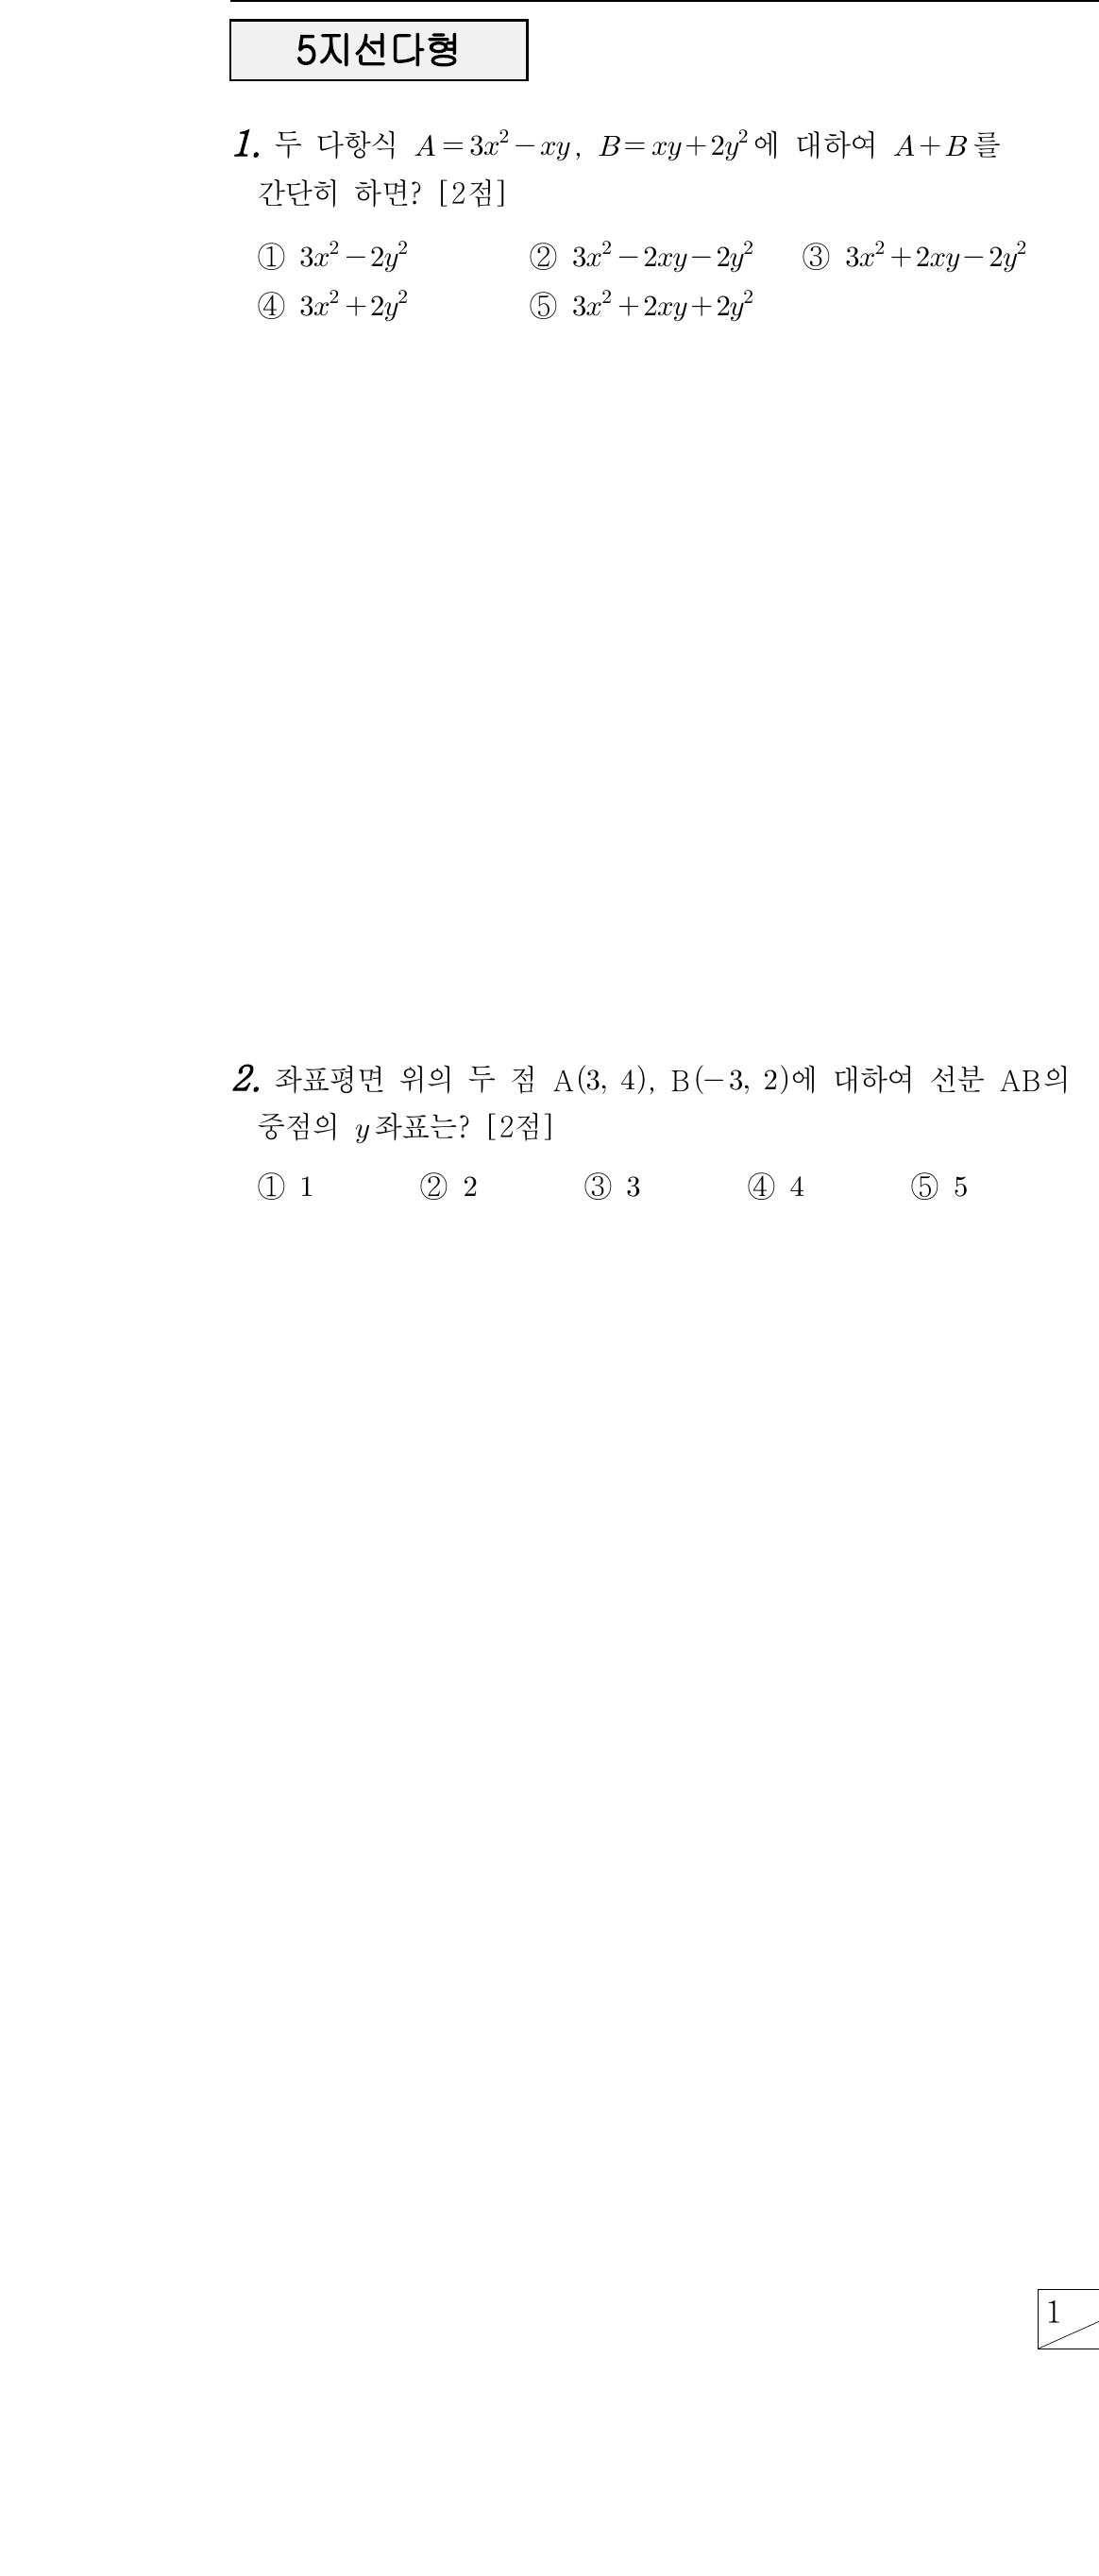 5지선다형
1. 두 다항식 A=3x²-xy, B=xy+2y²에 대하여 A+B를
간단히 하면? [2점]
① 3x²-2y² ② 3x²-2xy-2y² ③ 3x²+2xy-2y²
④ 3x²+2y² ⑤ 3x²+2xy+2y²
2. 좌표평면 위의 두 점 A(3, 4), B(-3, 2)에 대하여 선분 AB의
중점의 y좌표는? [2점]
① 1 ② 2 ③ 3 ④ 4 ⑤ 5
1